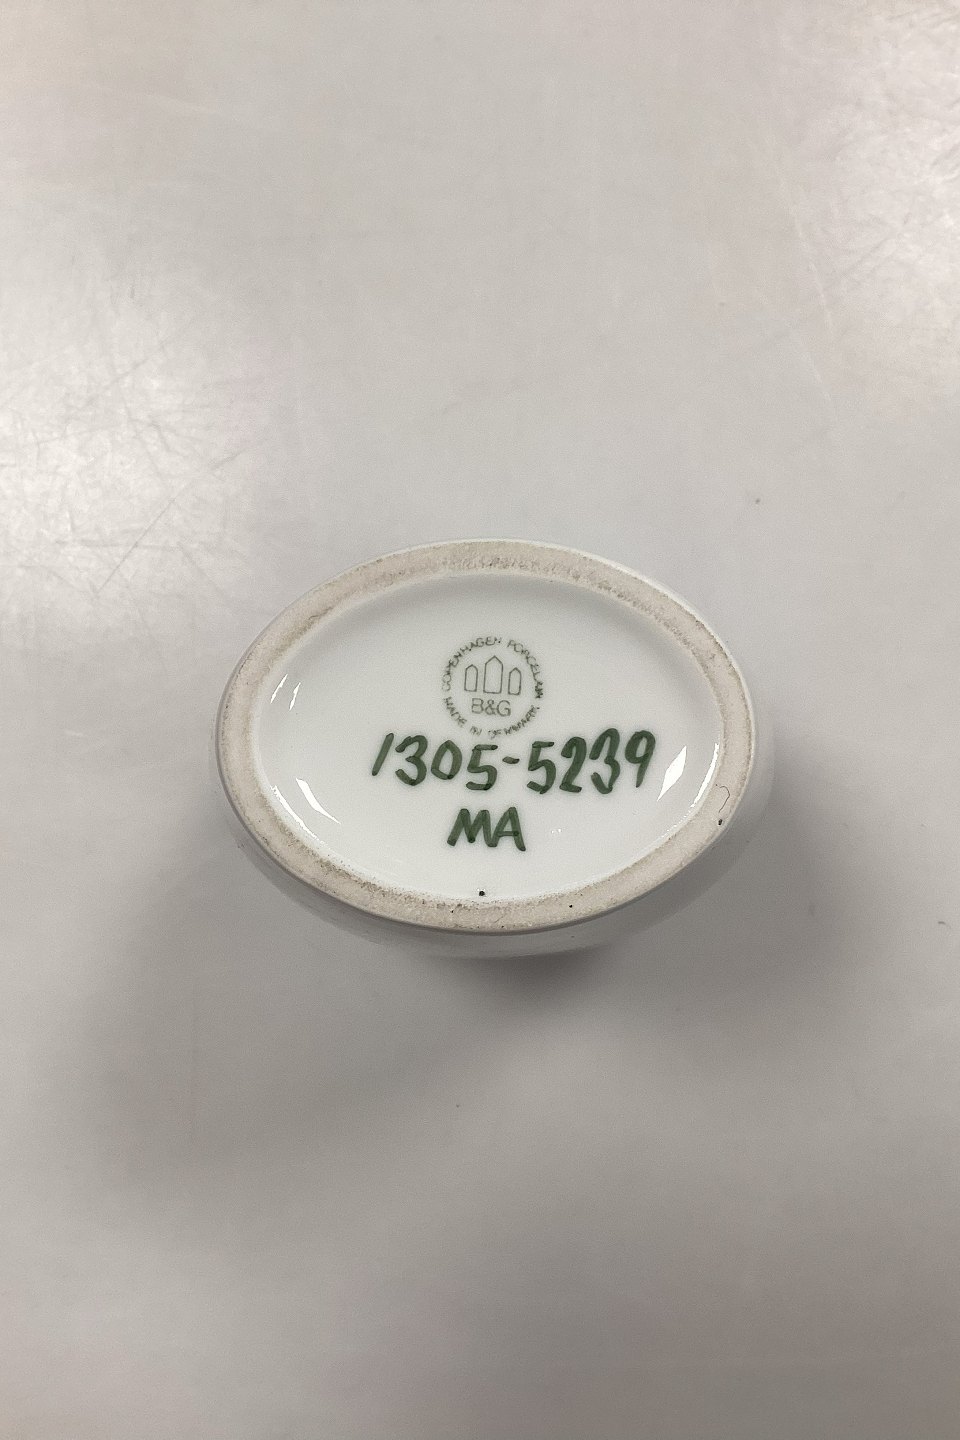 COPENHAGEN PORCELAIN
B&G
MADE IN DENMARK
1305-5239
MA